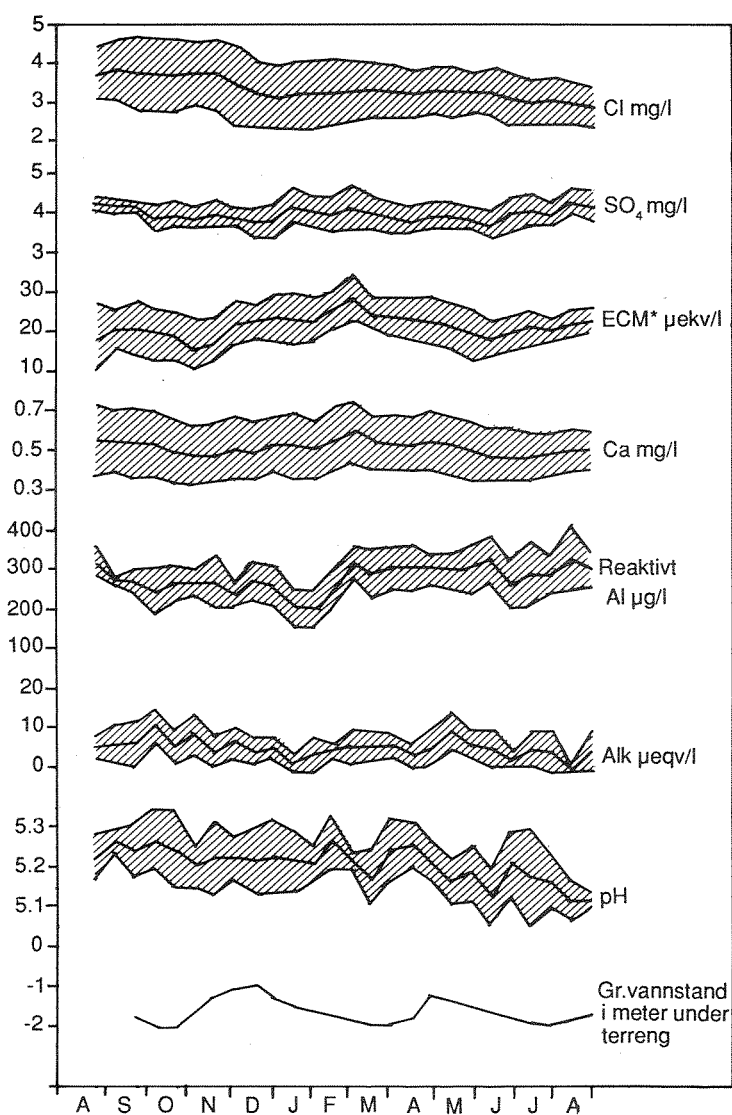 5
4
3
2
Cl mg/l
5
4
3
SO₄ mg/l
30
20
10
ECM* µekv/l
0.7
0.5
0.3
Ca mg/l
400
300
200
100
Reaktivt
Al µg/l
20
10
0
Alk µeqv/l
5.3
5.2
5.1
pH
0
-1
-2
Gr.vannstand
i meter under
terreng
A S O N D J F M A M J J A